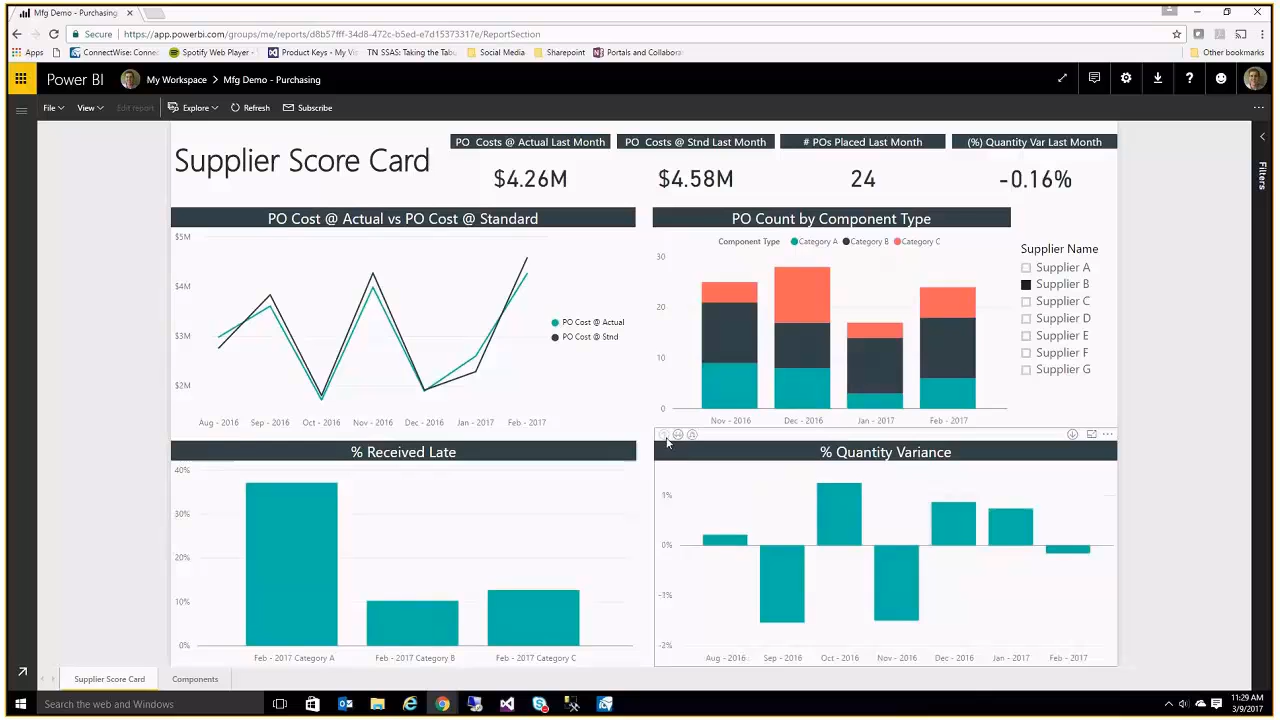 Mfg Demo - Purchasing
Secure https://app.powerbi.com/groups/me/reports/d8b57fff-34d8-472c-b5ed-e7d15373317e/ReportSection
Apps ConnectWise: Connec Spotify Web Player - Product Keys - My Vi TN SSAS: Taking the Tak Social Media Sharepoint Portals and Collabora Other bookmarks
Power BI My Workspace > Mfg Demo - Purchasing
File View Edit report Explore Refresh Subscribe
Supplier Score Card
PO Costs @ Actual Last Month
$4.26M
PO Costs @ Stnd Last Month
$4.58M
# POs Placed Last Month
24
(%) Quantity Var Last Month
-0.16%
Filters
PO Cost @ Actual vs PO Cost @ Standard
$5M
$4M
$3M
$2M
Aug - 2016 Sep - 2016 Oct - 2016 Nov - 2016 Dec - 2016 Jan - 2017 Feb - 2017
PO Cost @ Actual
PO Cost @ Stnd
PO Count by Component Type
Component Type Category A Category B Category C
30
20
10
0
Nov - 2016 Dec - 2016 Jan - 2017 Feb - 2017
Supplier Name
Supplier A
Supplier B
Supplier C
Supplier D
Supplier E
Supplier F
Supplier G
% Received Late
40%
30%
20%
10%
0%
Feb - 2017 Category A Feb - 2017 Category B Feb - 2017 Category C
% Quantity Variance
1%
0%
-1%
-2%
Aug - 2016 Sep - 2016 Oct - 2016 Nov - 2016 Dec - 2016 Jan - 2017 Feb - 2017
Supplier Score Card Components
Search the web and Windows
11:29 AM
3/9/2017